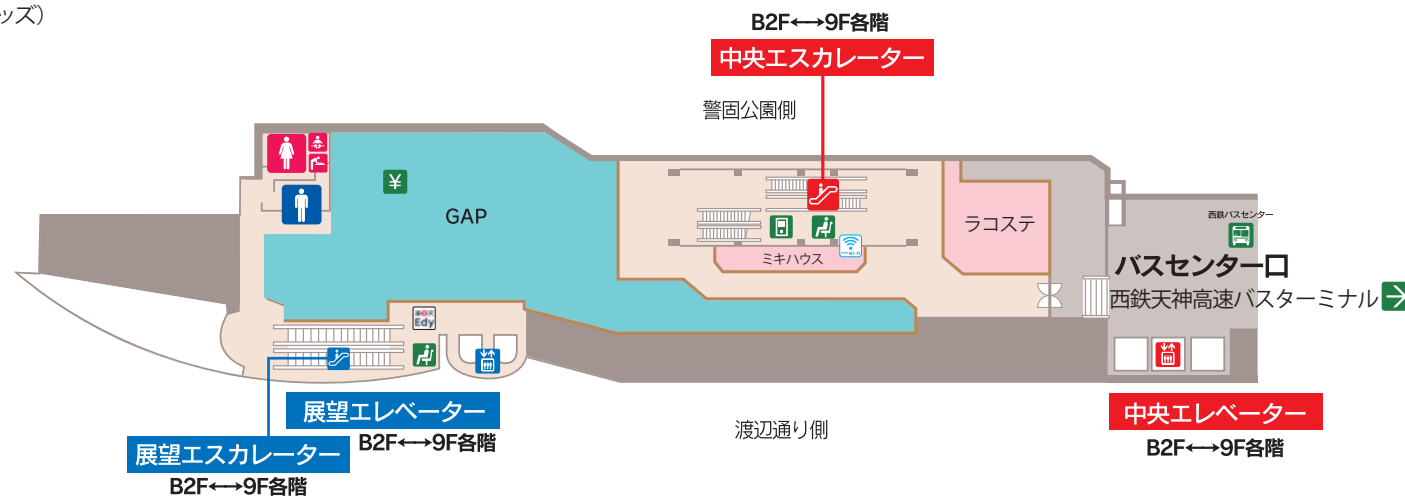 ッズ）
B2F⟷9F各階
中央エスカレーター
警固公園側
¥
GAP
ラコステ
ミキハウス
Wi-Fi
西鉄バスセンター
バスセンター口
西鉄天神高速バスターミナル
Edy
展望エレベーター
B2F⟷9F各階
展望エスカレーター
B2F⟷9F各階
渡辺通り側
中央エレベーター
B2F⟷9F各階